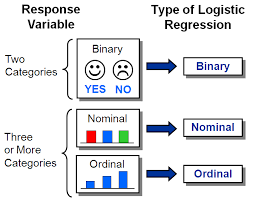 Response
Variable
Type of Logistic
Regression
Two
Categories
Binary
YES NO
Binary
Three
or More
Categories
Nominal
Nominal
Ordinal
Ordinal